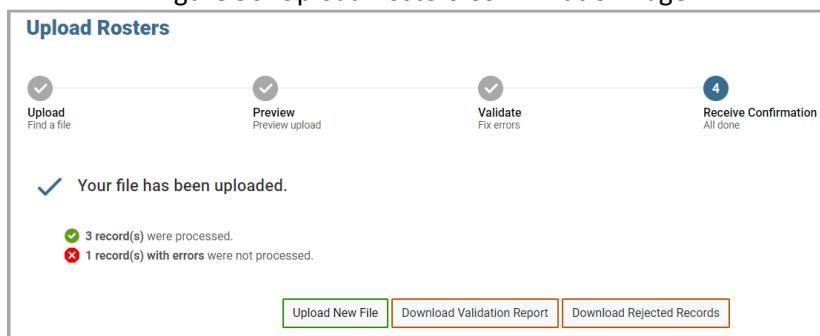 Upload Rosters
4
Upload
Preview
Validate
Receive Confirmation
Find a file
Preview upload
Fix errors
All done
Your file has been uploaded.
3 record(s) were processed.
1 record(s) with errors were not processed.
Upload New File
Download Validation Report
Download Rejected Records